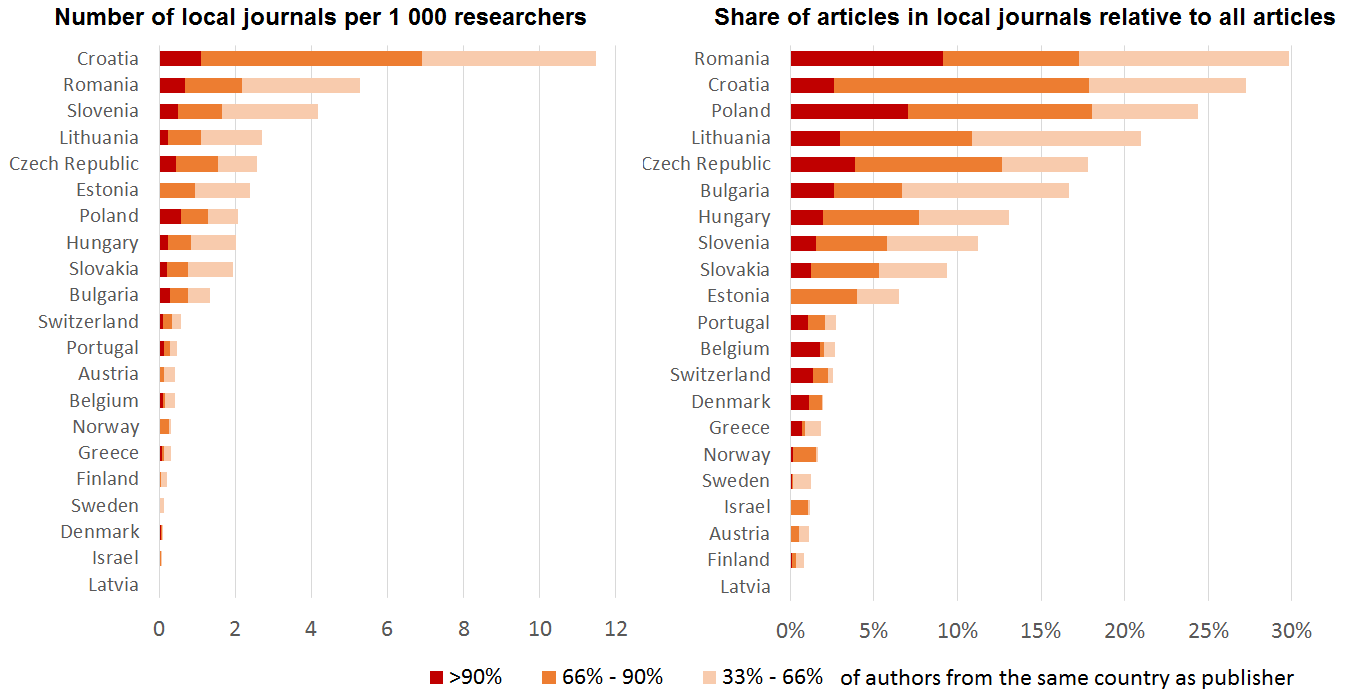 Number of local journals per 1 000 researchers
Croatia
Romania
Slovenia
Lithuania
Czech Republic
Estonia
Poland
Hungary
Slovakia
Bulgaria
Switzerland
Portugal
Austria
Belgium
Norway
Greece
Finland
Sweden
Denmark
Israel
Latvia
0 2 4 6 8 10 12
Share of articles in local journals relative to all articles
Romania
Croatia
Poland
Lithuania
Czech Republic
Bulgaria
Hungary
Slovenia
Slovakia
Estonia
Portugal
Belgium
Switzerland
Denmark
Greece
Norway
Sweden
Israel
Austria
Finland
Latvia
0% 5% 10% 15% 20% 25% 30%
>90% 66% - 90% 33% - 66% of authors from the same country as publisher